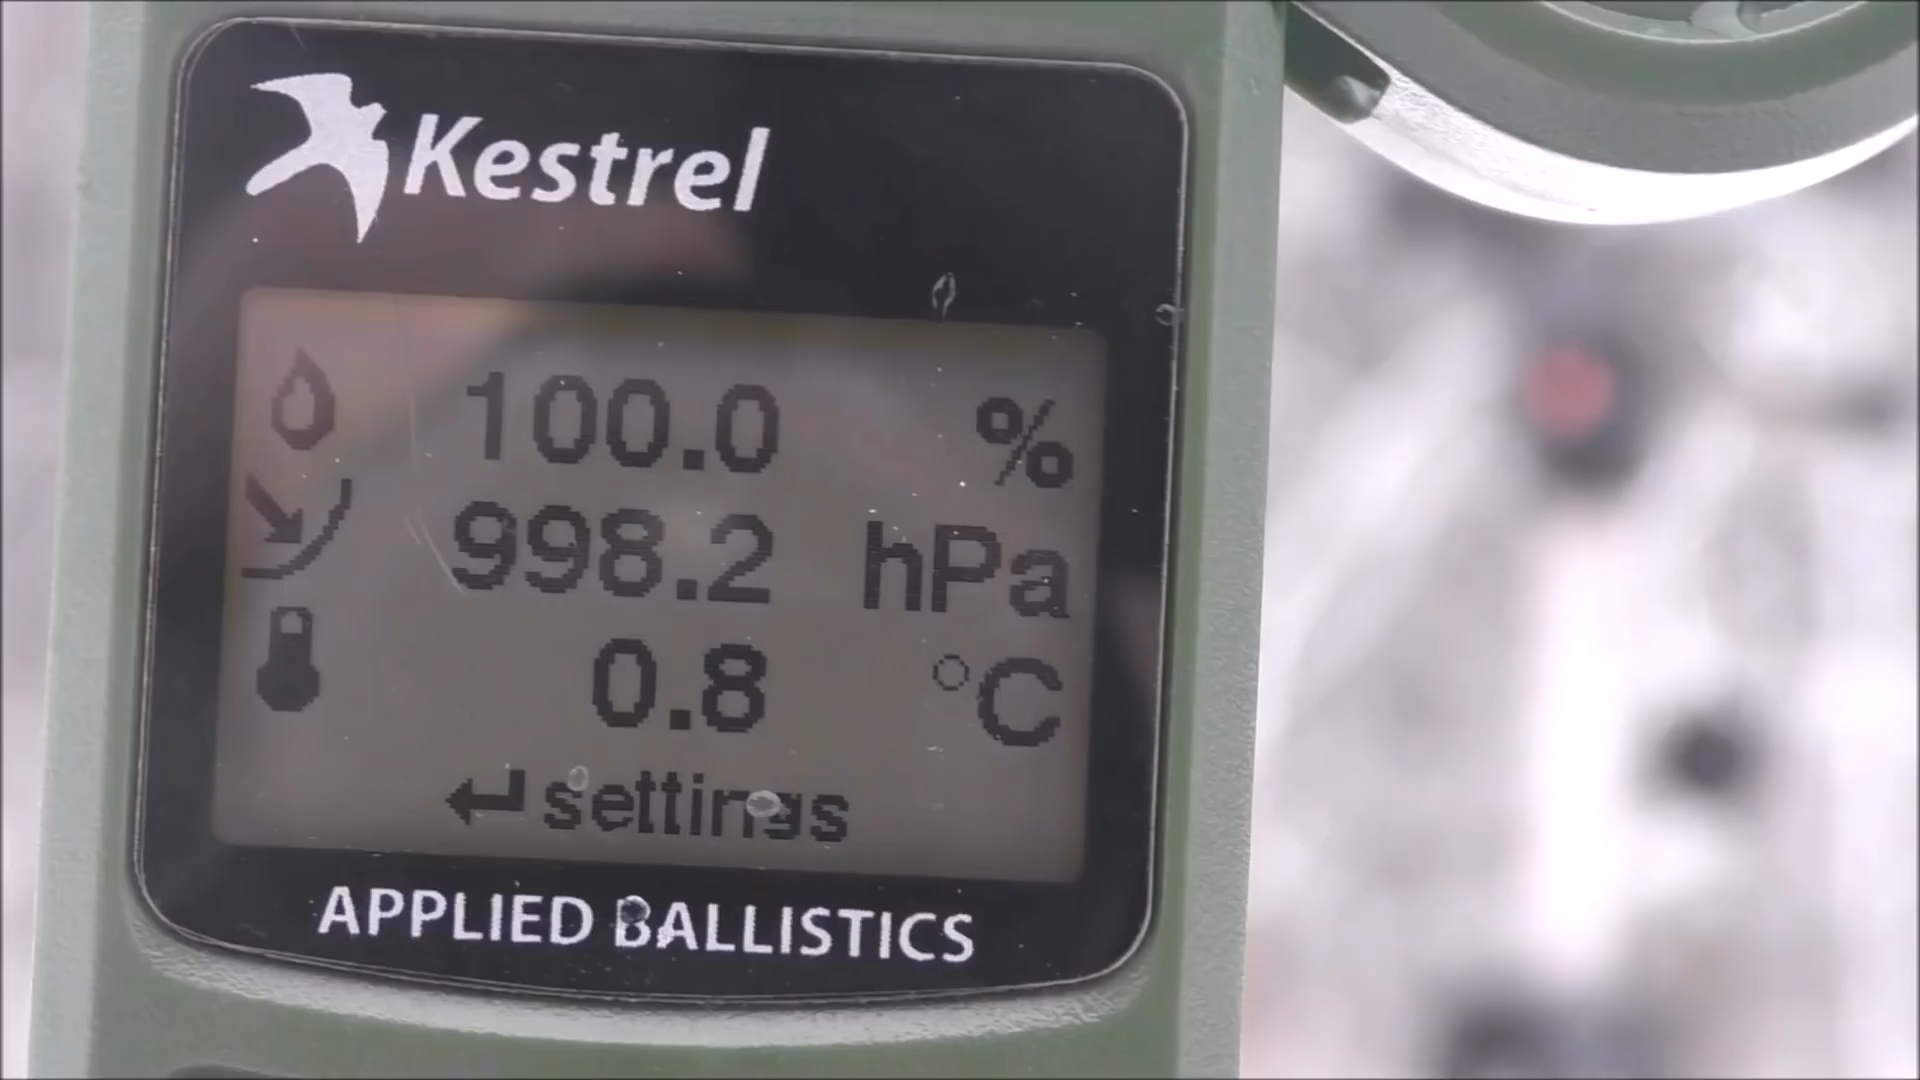 Kestrel
100.0 %
998.2 hPa
0.8 °C
settings
APPLIED BALLISTICS